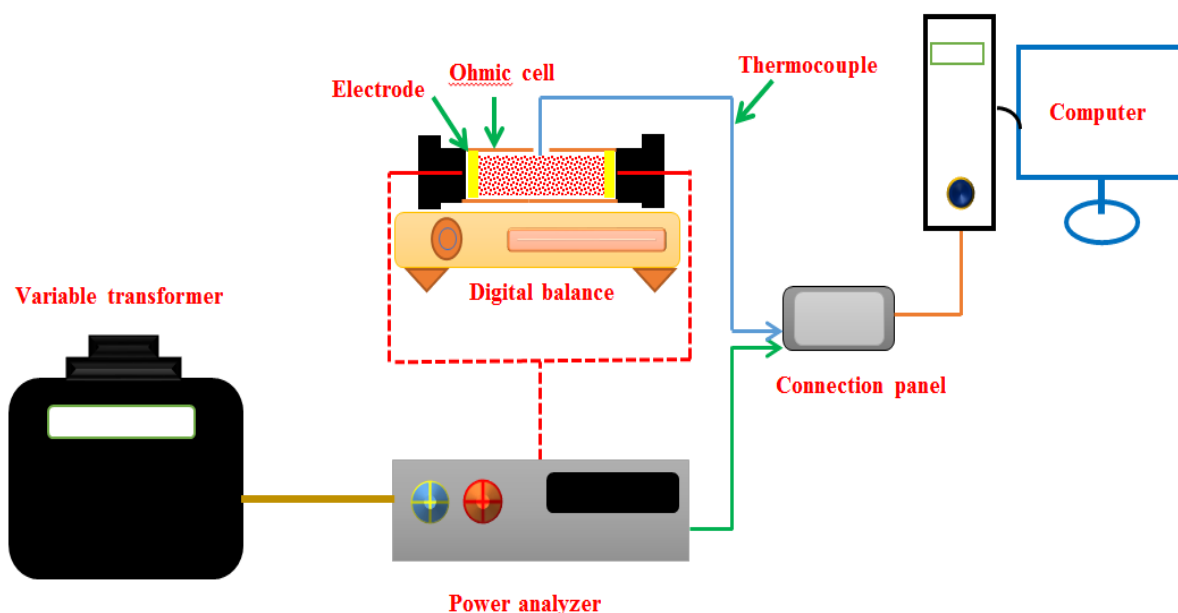 Ohmic cell
Electrode
Thermocouple
Computer
Digital balance
Variable transformer
Connection panel
Power analyzer